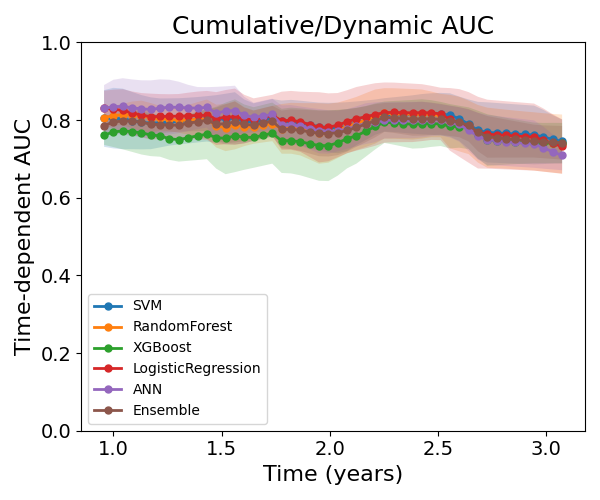 Cumulative/Dynamic AUC
Time-dependent AUC
1.0
0.8
0.6
0.4
0.2
0.0
SVM
RandomForest
XGBoost
LogisticRegression
ANN
Ensemble
1.0 1.5 2.0 2.5 3.0
Time (years)